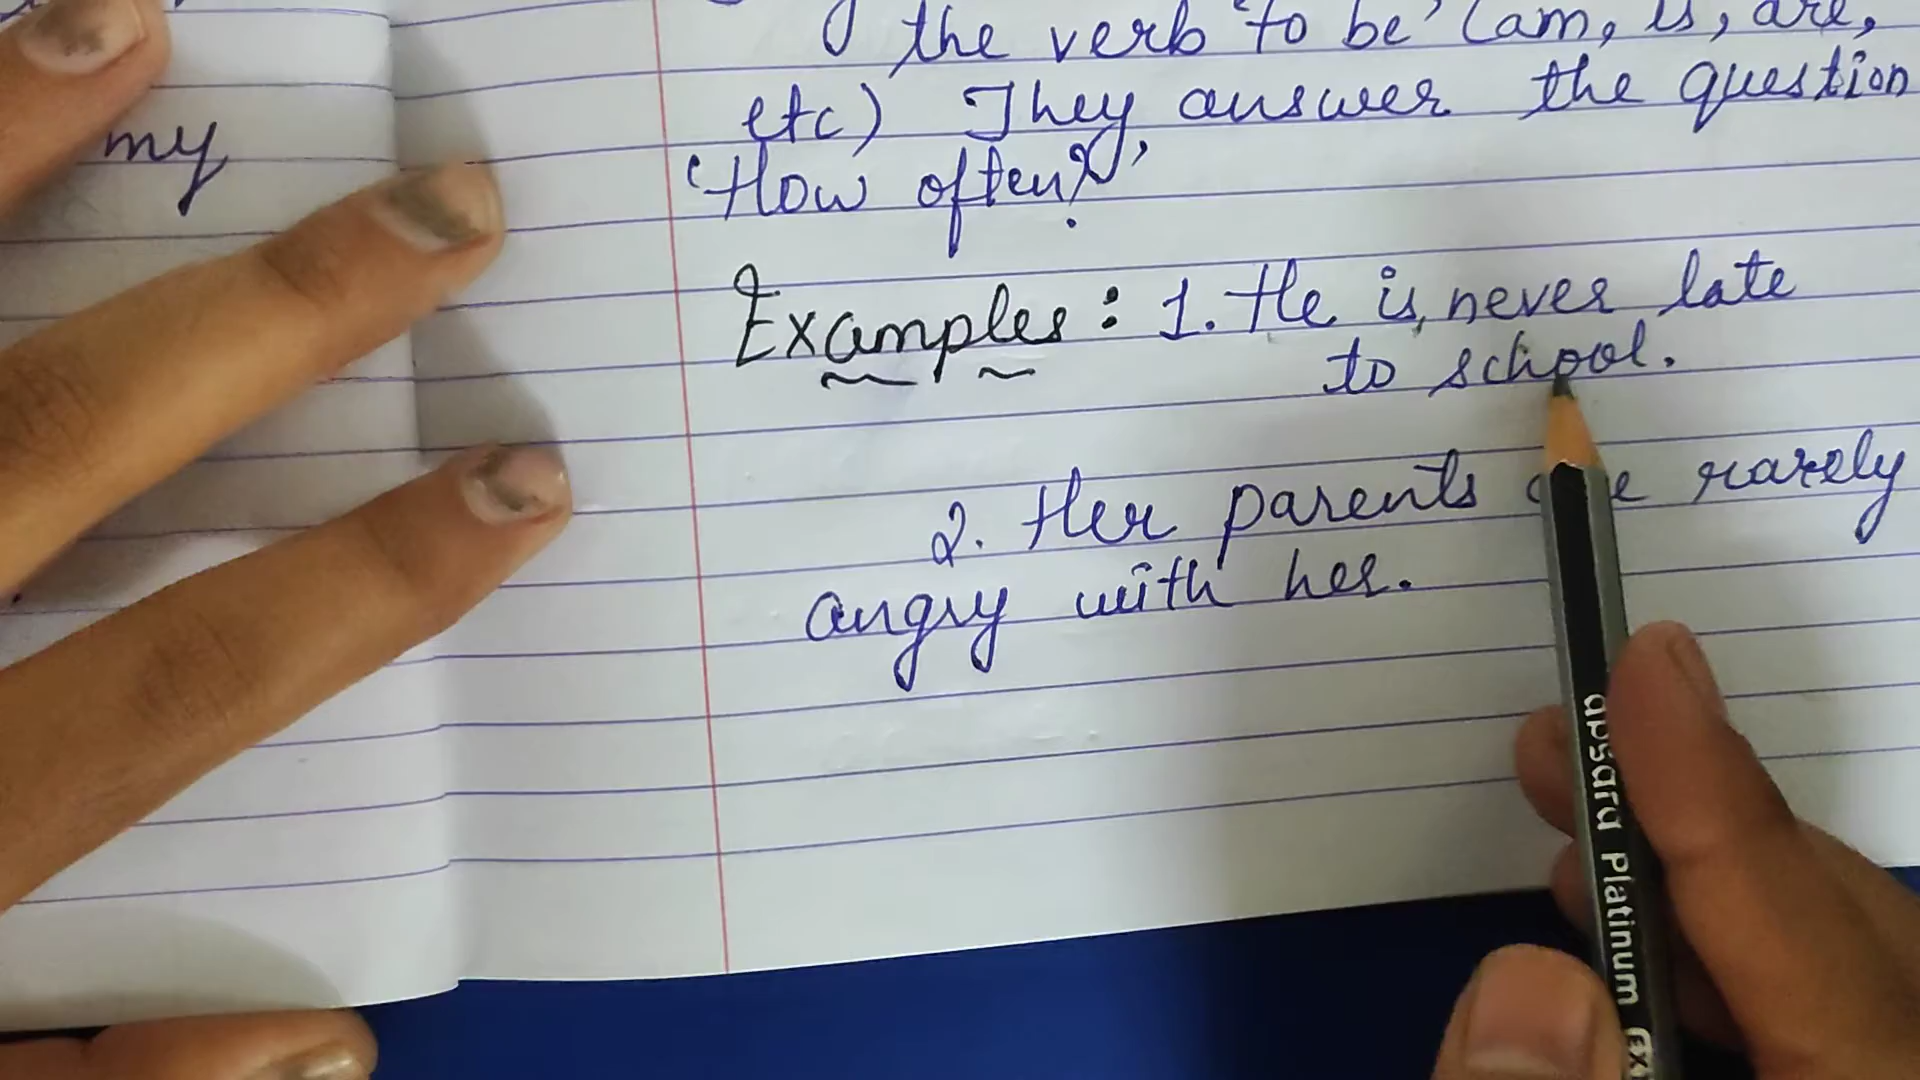 my
the verb 'to be' (am, is, are,
etc) They answer the question
'How often?'
Examples: 1. He is never late
to school.
2. Her parents rarely
angry with her.
apsara Platinum